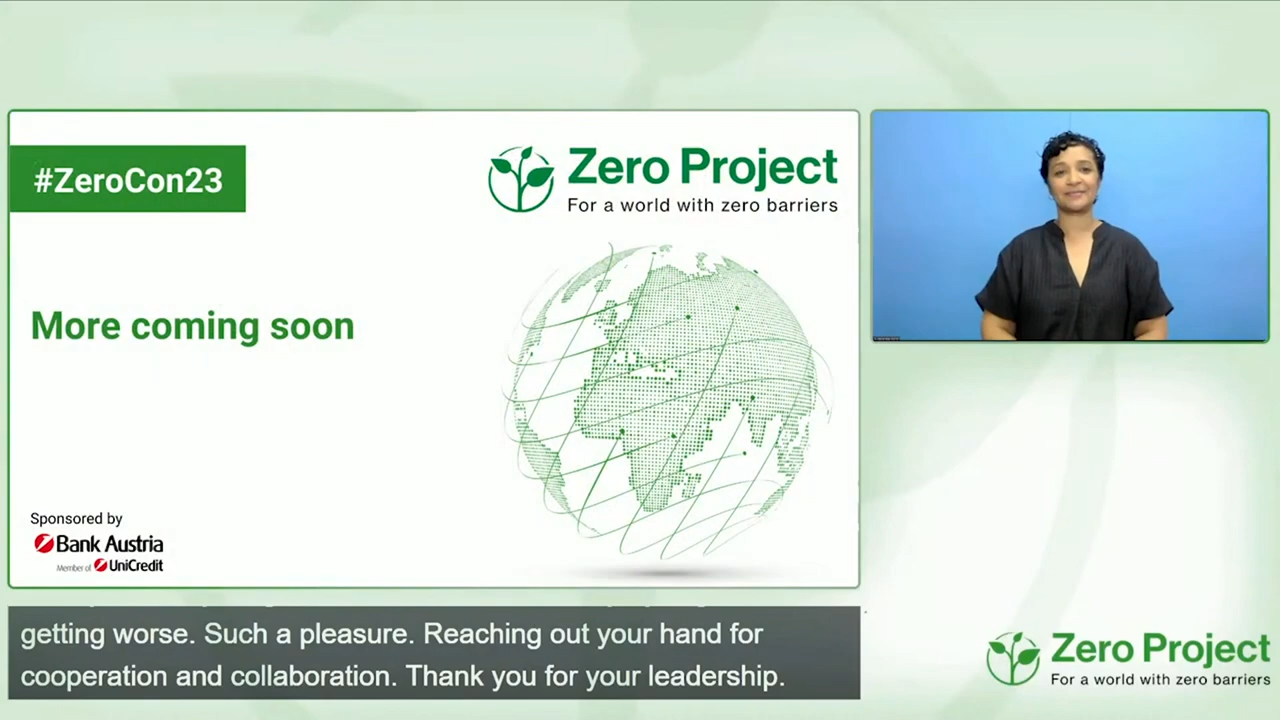 #ZeroCon23
Zero Project
For a world with zero barriers
More coming soon
Sponsored by
Bank Austria
Member of UniCredit
getting worse. Such a pleasure. Reaching out your hand for
cooperation and collaboration. Thank you for your leadership.
Zero Project
For a world with zero barriers